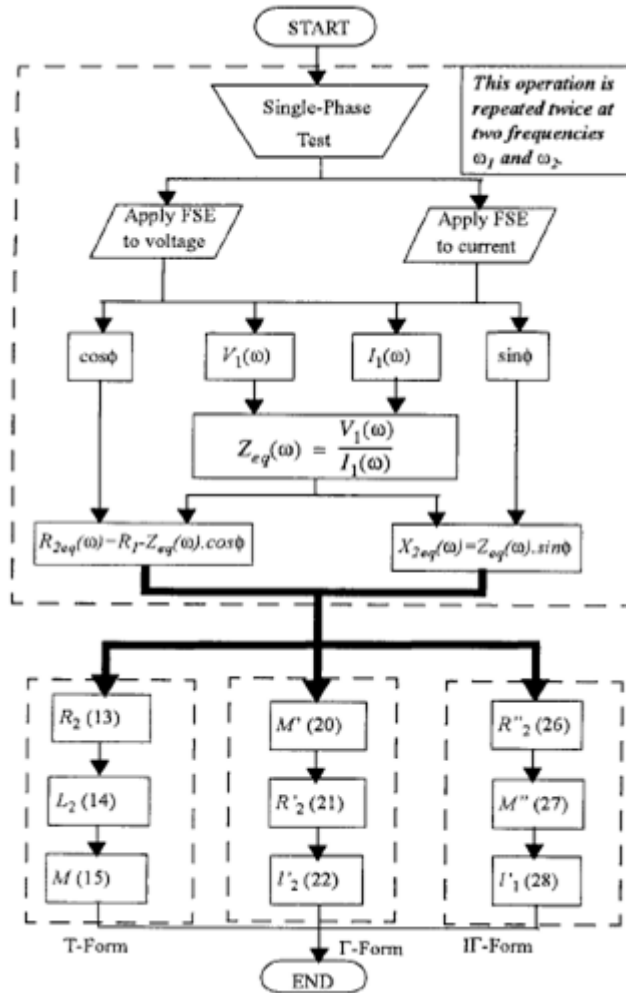 START
This operation is
repeated twice at
two frequencies
ω1 and ω2.
Single-Phase
Test
Apply FSE
to voltage
Apply FSE
to current
cosϕ
V1(ω)
I1(ω)
sinϕ
Zeq(ω) = V1(ω) / I1(ω)
R2eq(ω)=R1-Zeq(ω).cosϕ
X2eq(ω)=Zeq(ω).sinϕ
R2 (13)
M' (20)
R''2 (26)
L2 (14)
R'2 (21)
M'' (27)
M (15)
l'2 (22)
l'1 (28)
T-Form
Γ-Form
IΓ-Form
END